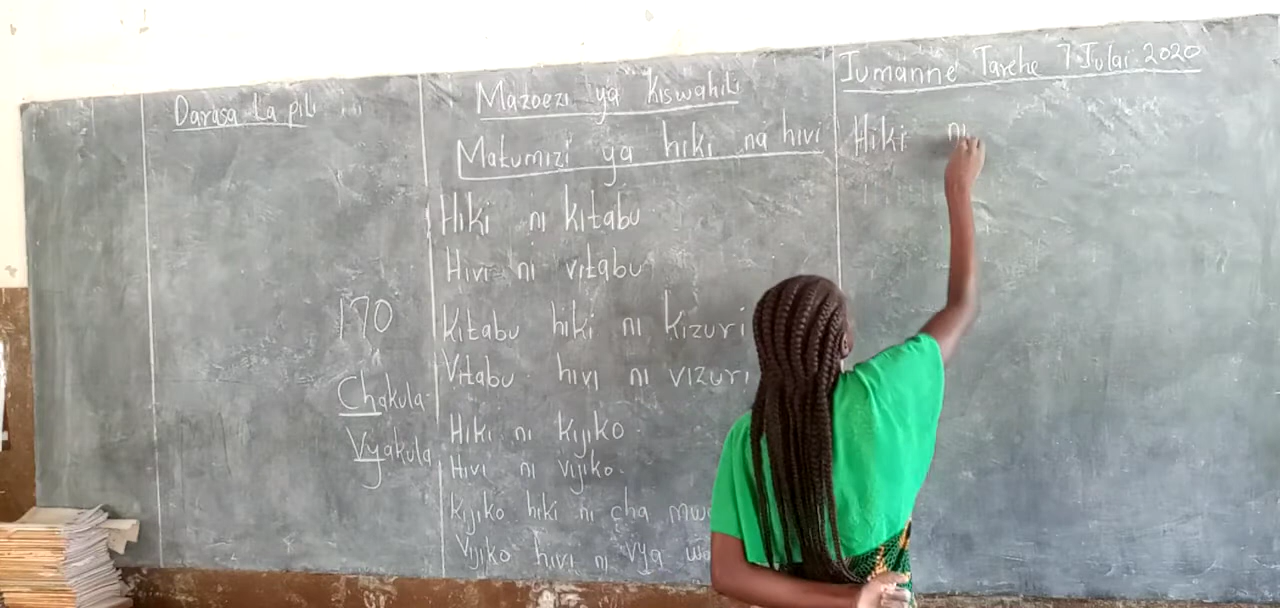 Darasa La pili
170
Chakula
Vyakula
Mazoezi ya Kiswahili
Matumizi ya hiki na hivi
Hiki ni kitabu
Hivi ni vitabu
Kitabu hiki ni kizuri
Vitabu hivi ni vizuri
Hiki ni kijiko
Hivi ni vijiko.
Kijiko hiki ni cha
Vijiko hivi ni vya
Jumanne Tarehe 7 Julai 2020
Hiki ni